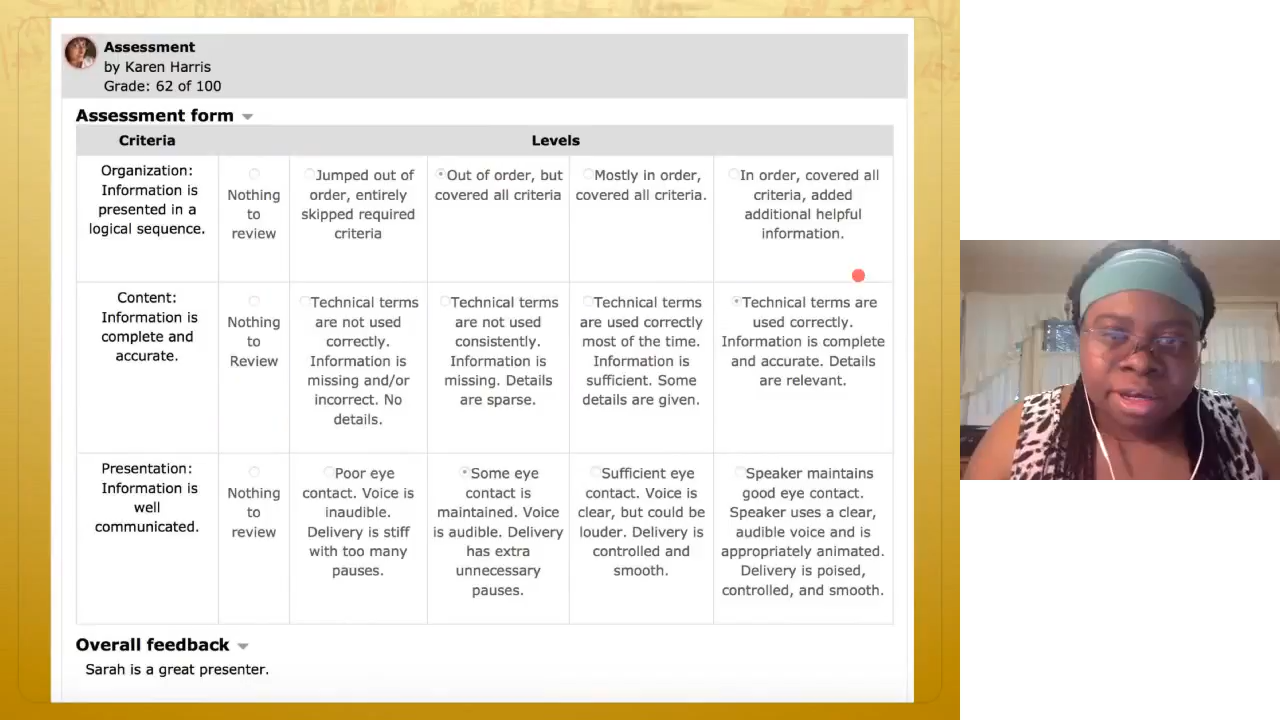 Assessment
by Karen Harris
Grade: 62 of 100
Assessment form
Criteria
Levels
Organization:
Information is
presented in a
logical sequence.
Nothing
to
review
Jumped out of
order, entirely
skipped required
criteria
Out of order, but
covered all criteria
Mostly in order,
covered all criteria.
In order, covered all
criteria, added
additional helpful
information.
Content:
Information is
complete and
accurate.
Nothing
to
Review
Technical terms
are not used
correctly.
Information is
missing and/or
incorrect. No
details.
Technical terms
are not used
consistently.
Information is
missing. Details
are sparse.
Technical terms
are used correctly
most of the time.
Information is
sufficient. Some
details are given.
Technical terms are
used correctly.
Information is complete
and accurate. Details
are relevant.
Presentation:
Information is
well
communicated.
Nothing
to
review
Poor eye
contact. Voice is
inaudible.
Delivery is stiff
with too many
pauses.
Some eye
contact is
maintained. Voice
is audible. Delivery
has extra
unnecessary
pauses.
Sufficient eye
contact. Voice is
clear, but could be
louder. Delivery is
controlled and
smooth.
Speaker maintains
good eye contact.
Speaker uses a clear,
audible voice and is
appropriately animated.
Delivery is poised,
controlled, and smooth.
Overall feedback
Sarah is a great presenter.